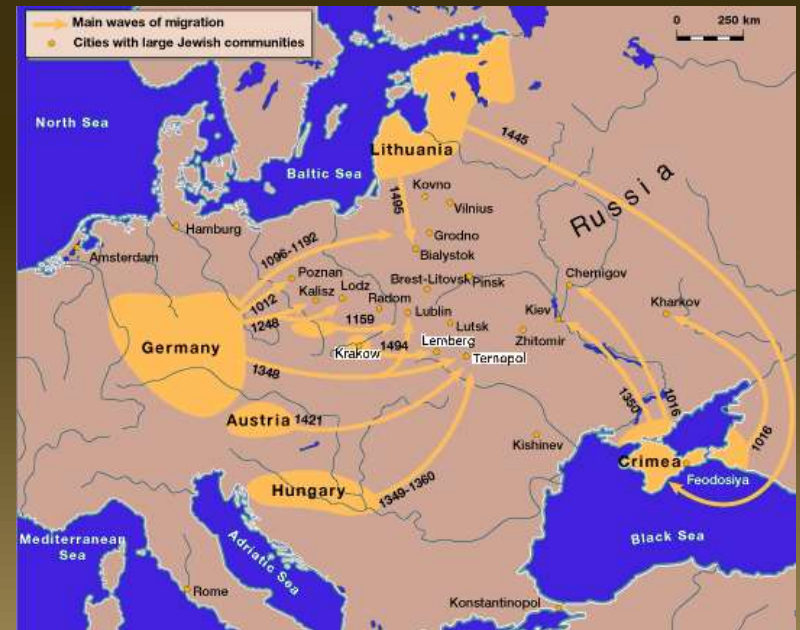 Main waves of migration
Cities with large Jewish communities
0 250 km
North Sea
Baltic Sea
Lithuania
1445
Russia
Kovno
1495
Vilnius
Hamburg
Grodno
1096-1192
Bialystok
Amsterdam
Poznan
Brest-Litovsk
Pinsk
Chernigov
Kalisz
Lodz
Radom
1012
Kharkov
Lublin
Kiev
1248
1159
Lutsk
Zhitomir
Germany
Krakow
1494
Lemberg
Ternopol
1348
1350
1016
Austria
1421
Kishinev
1016
Crimea
Feodosiya
Hungary
1349-1360
Mediterranean
Sea
Adriatic Sea
Black Sea
Rome
Konstantinopol